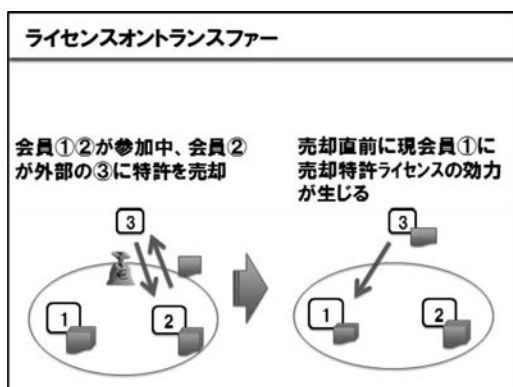 ライセンスオントランスファー
会員①②が参加中、会員②
が外部の③に特許を売却
売却直前に現会員①に
売却特許ライセンスの効力
が生じる
3
€
1
2
3
1
2